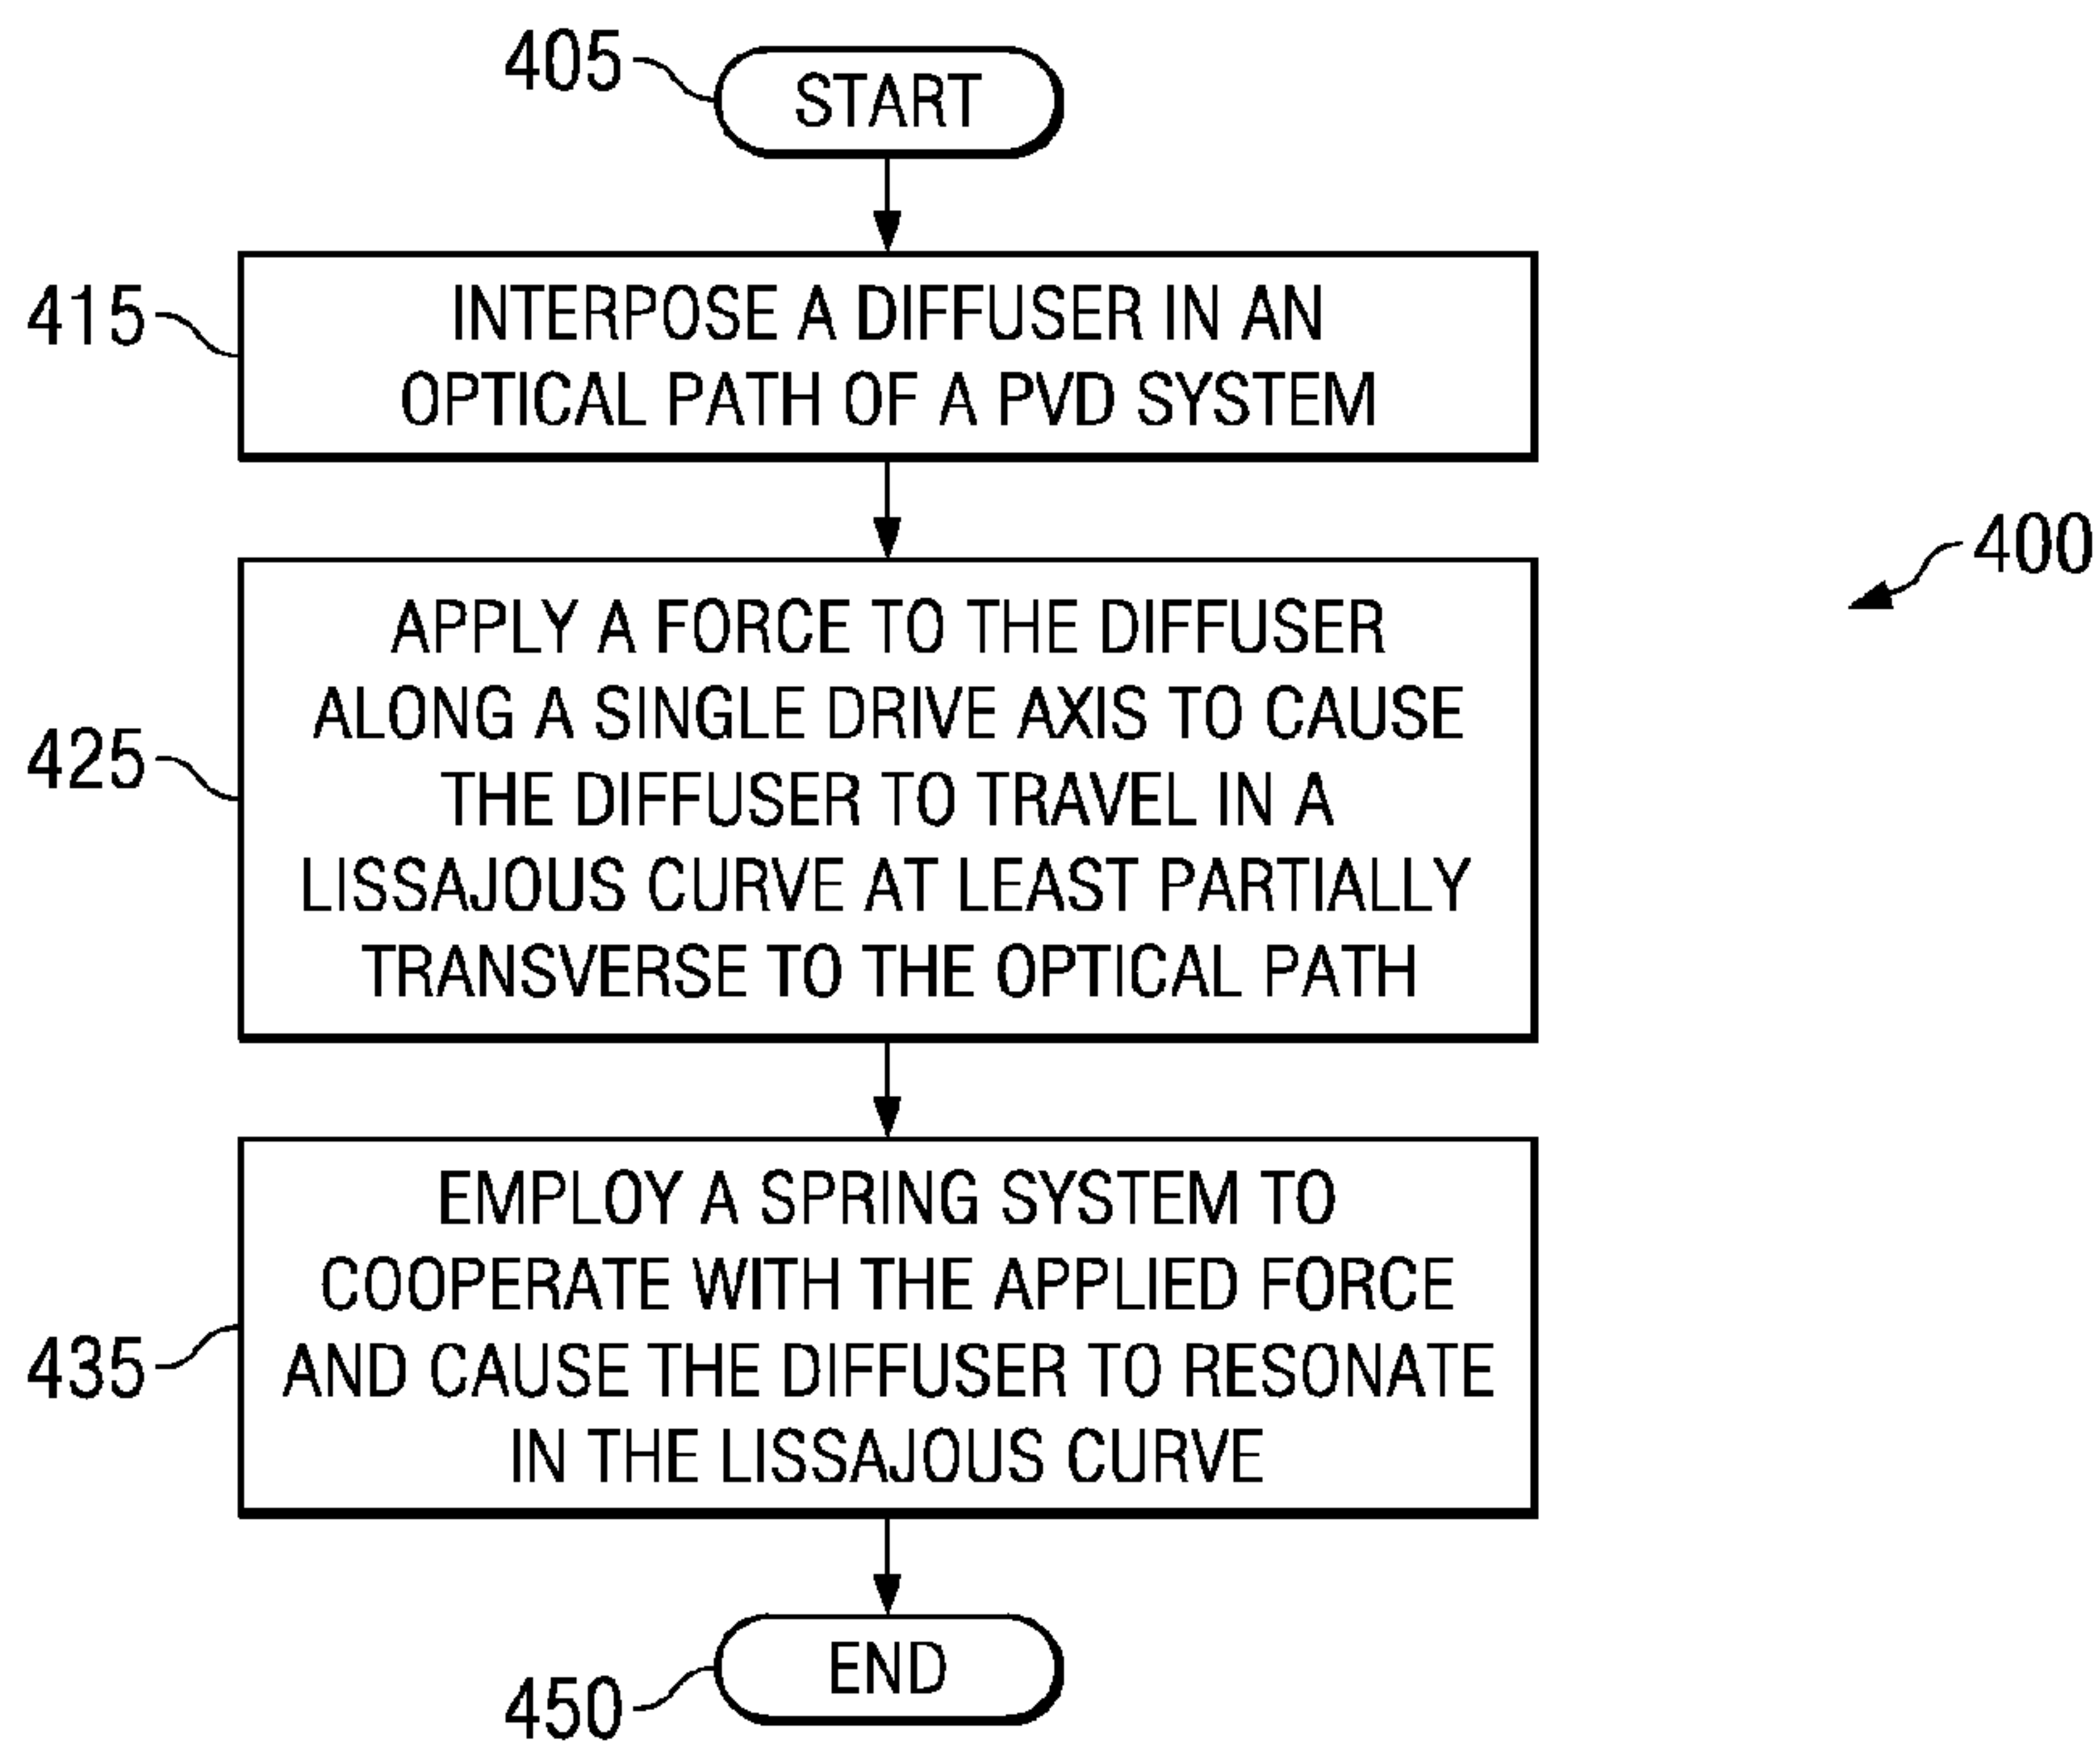 405
START
415
INTERPOSE A DIFFUSER IN AN
OPTICAL PATH OF A PVD SYSTEM
400
425
APPLY A FORCE TO THE DIFFUSER
ALONG A SINGLE DRIVE AXIS TO CAUSE
THE DIFFUSER TO TRAVEL IN A
LISSAJOUS CURVE AT LEAST PARTIALLY
TRANSVERSE TO THE OPTICAL PATH
435
EMPLOY A SPRING SYSTEM TO
COOPERATE WITH THE APPLIED FORCE
AND CAUSE THE DIFFUSER TO RESONATE
IN THE LISSAJOUS CURVE
END
450